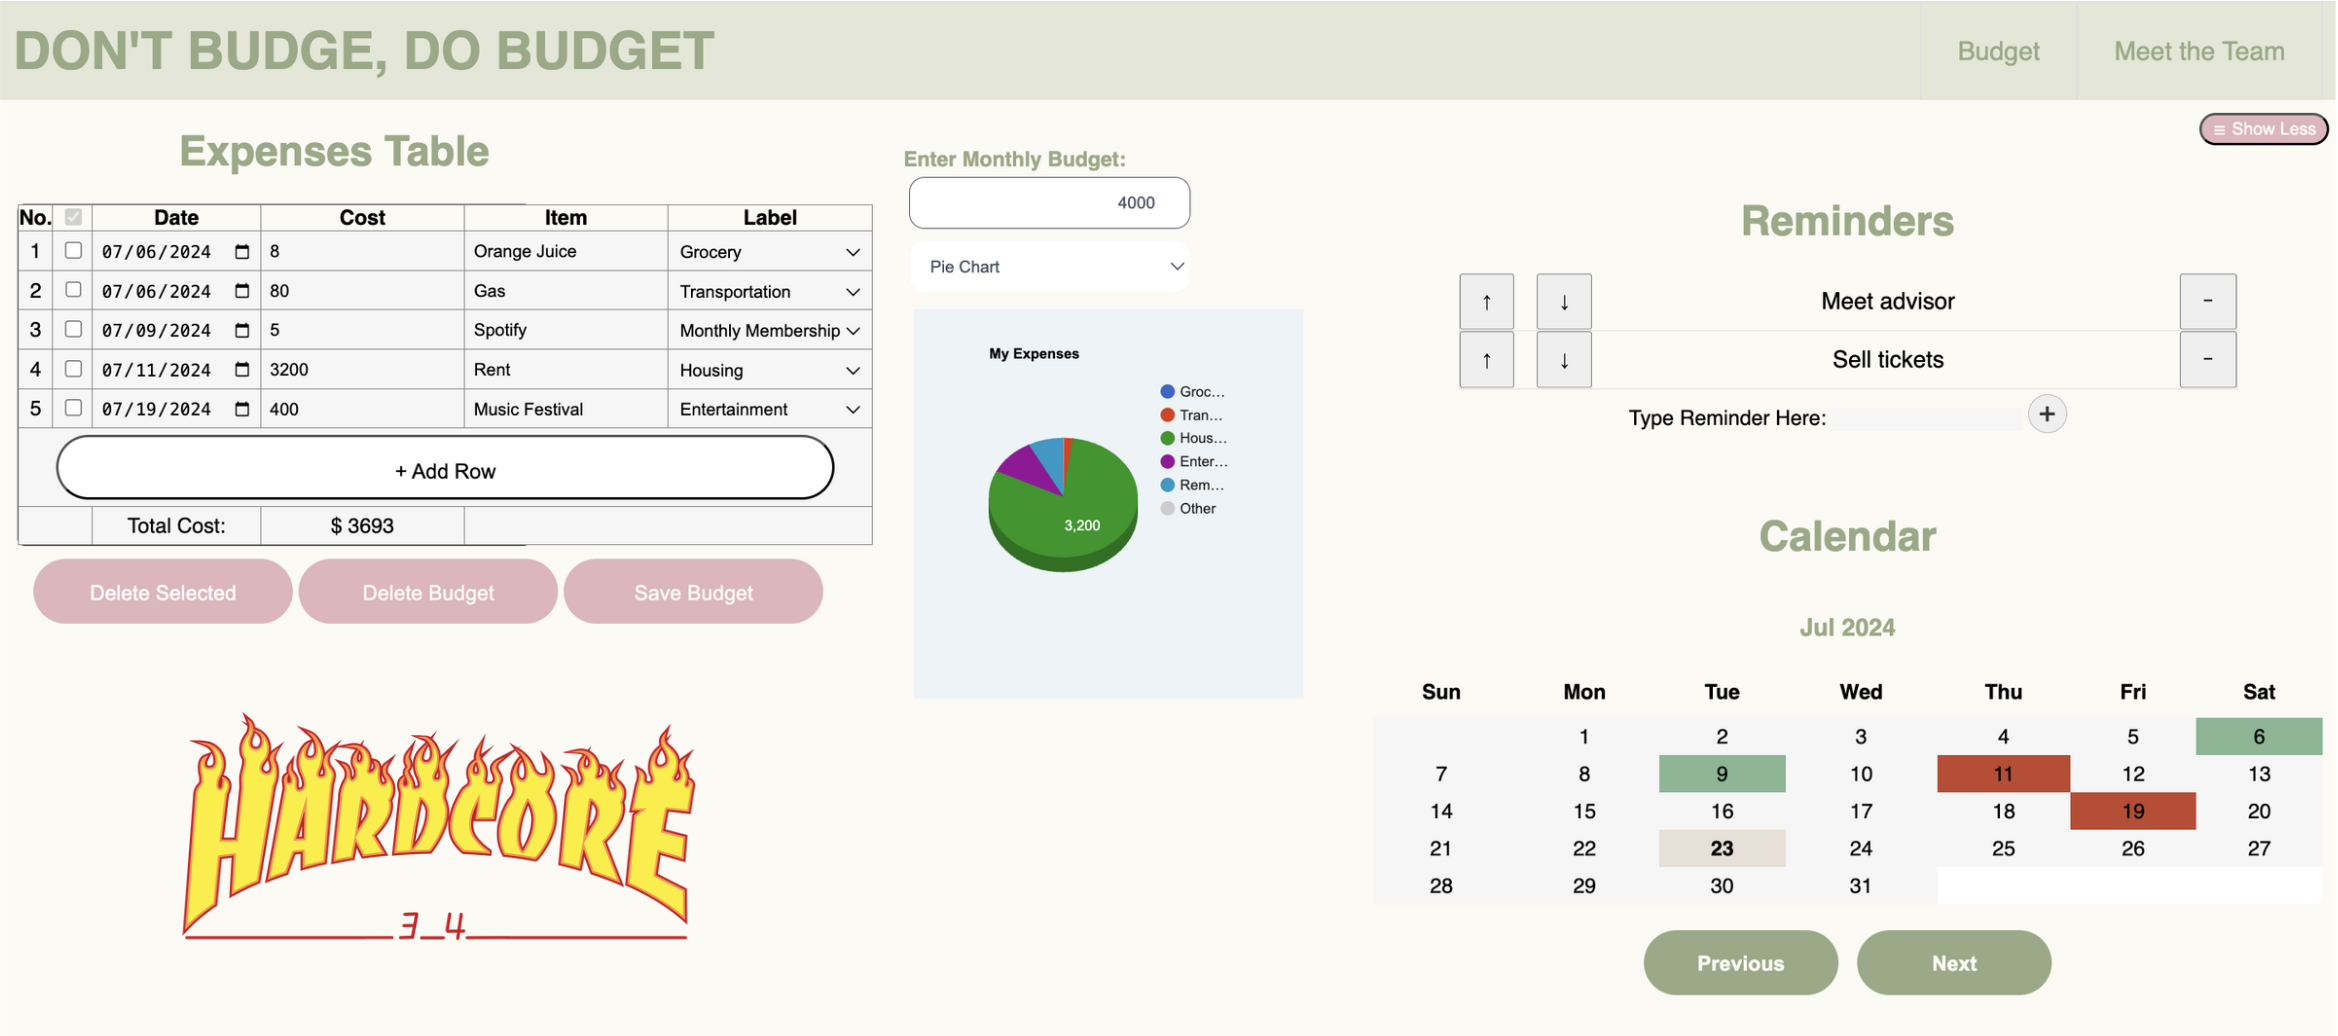 DON'T BUDGE, DO BUDGET
Budget
Meet the Team
≡ Show Less
Expenses Table
No. Date Cost Item Label
1 07/06/2024 8 Orange Juice Grocery
2 07/06/2024 80 Gas Transportation
3 07/09/2024 5 Spotify Monthly Membership
4 07/11/2024 3200 Rent Housing
5 07/19/2024 400 Music Festival Entertainment
+ Add Row
Total Cost: $ 3693
Delete Selected
Delete Budget
Save Budget
HARDCORE
3_4
Enter Monthly Budget:
4000
Pie Chart
My Expenses
Groc...
Tran...
Hous...
Enter...
Rem...
Other
3,200
Reminders
↑ ↓ Meet advisor -
↑ ↓ Sell tickets -
Type Reminder Here: +
Calendar
Jul 2024
Sun Mon Tue Wed Thu Fri Sat
1 2 3 4 5 6
7 8 9 10 11 12 13
14 15 16 17 18 19 20
21 22 23 24 25 26 27
28 29 30 31
Previous
Next